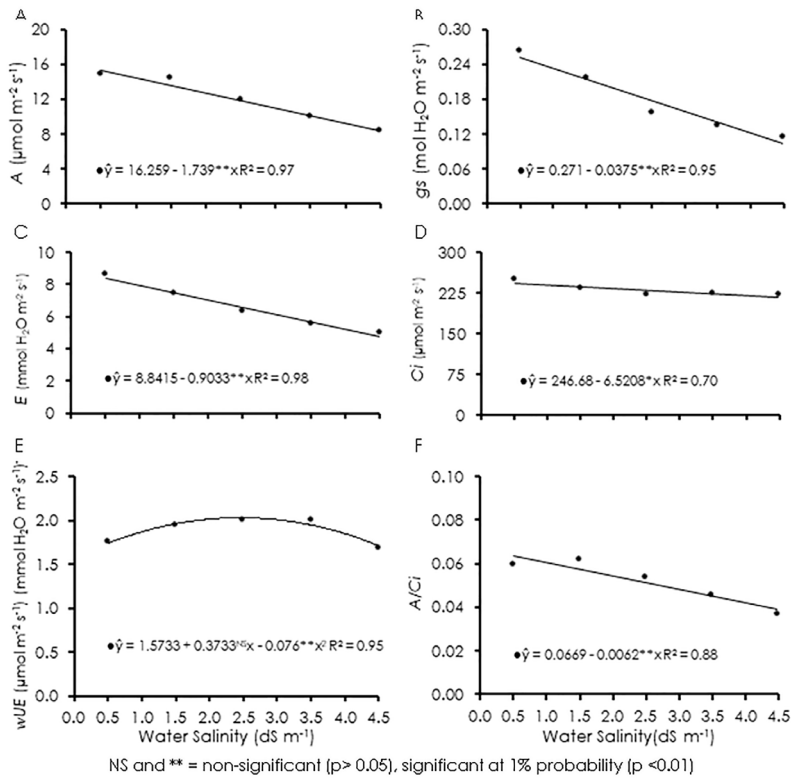 A
A (µmol m⁻² s⁻¹)
20
16
12
8
4
0
●ŷ = 16.259 - 1.739**x R² = 0.97
B
gs (mol H₂O m⁻² s⁻¹)
0.30
0.24
0.18
0.12
0.06
0.00
●ŷ = 0.271 - 0.0375**x R² = 0.95
C
E (mmol H₂O m⁻² s⁻¹)
10
8
6
4
2
0
●ŷ = 8.8415 - 0.9033**x R² = 0.98
D
Ci (µmol m⁻² s⁻¹)
300
225
150
75
0
●ŷ = 246.68 - 6.5208*x R² = 0.70
E
wUE (µmol m⁻² s⁻¹) (mmol H₂O m⁻² s⁻¹)⁻
2.5
2.0
1.5
1.0
0.5
0.0
●ŷ = 1.5733 + 0.3733ᴺˢx - 0.076**x² R² = 0.95
0.0 0.5 1.0 1.5 2.0 2.5 3.0 3.5 4.0 4.5
Water Salinity (dS m⁻¹)
F
A/Ci
0.10
0.08
0.06
0.04
0.02
0.00
●ŷ = 0.0669 - 0.0062**x R² = 0.88
0.0 0.5 1.0 1.5 2.0 2.5 3.0 3.5 4.0 4.5
Water Salinity(dS m⁻¹)
NS and ** = non-significant (p> 0.05), significant at 1% probability (p <0.01)